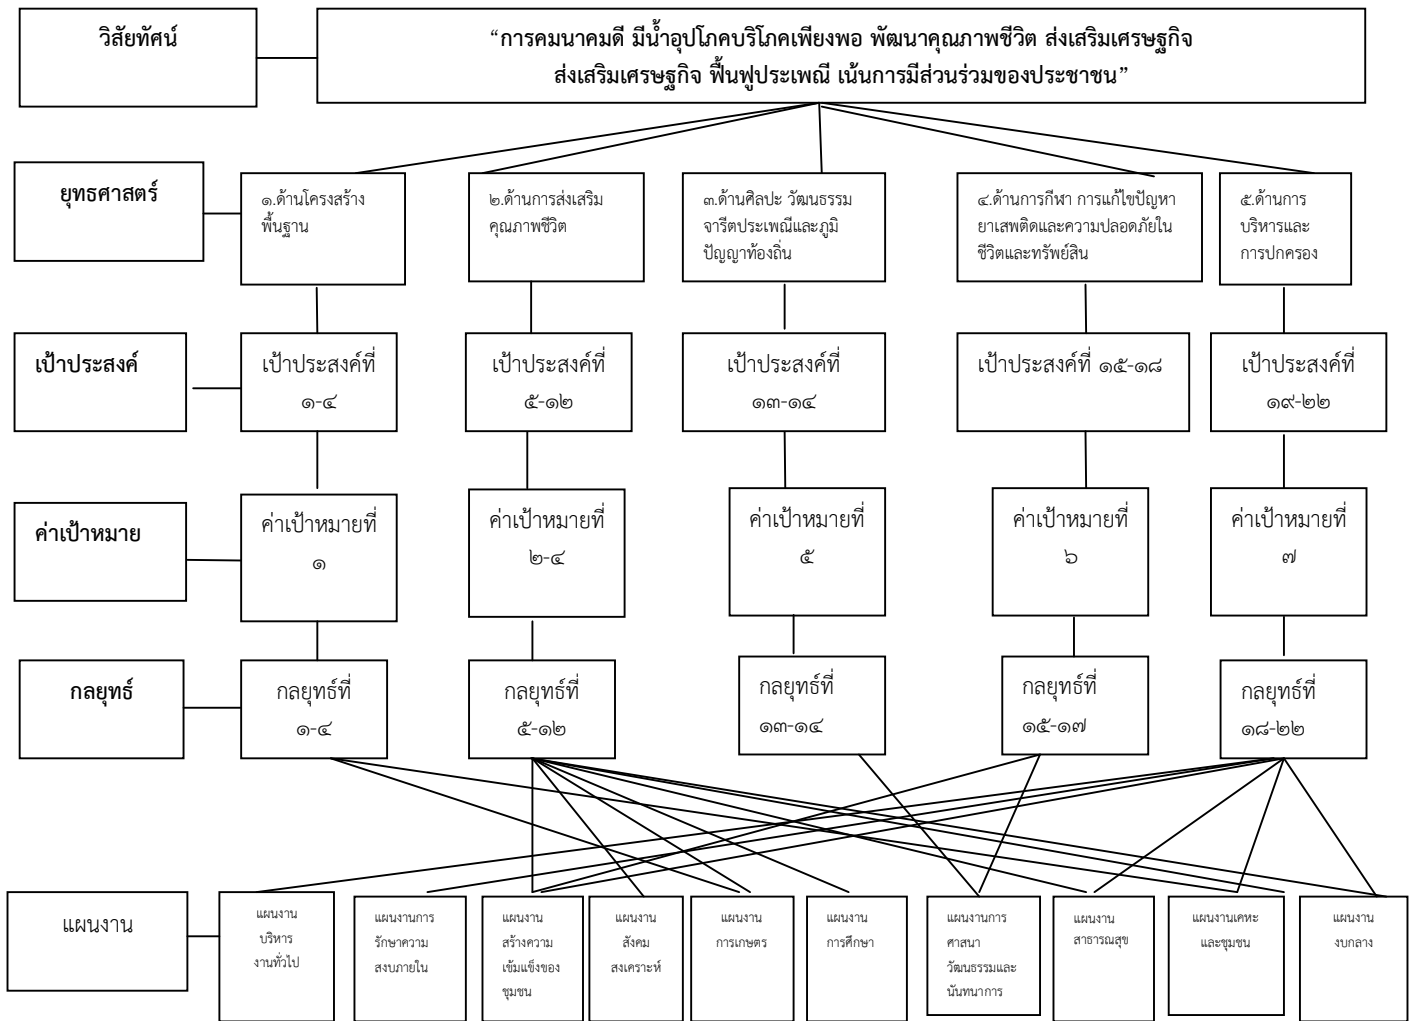 วิสัยทัศน์
“การคมนาคมดี มีน้ำอุปโภคบริโภคเพียงพอ พัฒนาคุณภาพชีวิต ส่งเสริมเศรษฐกิจ
ส่งเสริมเศรษฐกิจ ฟื้นฟูประเพณี เน้นการมีส่วนร่วมของประชาชน”
ยุทธศาสตร์
๑.ด้านโครงสร้าง
พื้นฐาน
๒.ด้านการส่งเสริม
คุณภาพชีวิต
๓.ด้านศิลปะ วัฒนธรรม
จารีตประเพณีและภูมิ
ปัญญาท้องถิ่น
๔.ด้านการกีฬา การแก้ไขปัญหา
ยาเสพติดและความปลอดภัยใน
ชีวิตและทรัพย์สิน
๕.ด้านการ
บริหารและ
การปกครอง
เป้าประสงค์
เป้าประสงค์ที่
๑-๔
เป้าประสงค์ที่
๕-๑๒
เป้าประสงค์ที่
๑๓-๑๔
เป้าประสงค์ที่ ๑๕-๑๘
เป้าประสงค์ที่
๑๙-๒๒
ค่าเป้าหมาย
ค่าเป้าหมายที่
๑
ค่าเป้าหมายที่
๒-๔
ค่าเป้าหมายที่
๕
ค่าเป้าหมายที่
๖
ค่าเป้าหมายที่
๗
กลยุทธ์
กลยุทธ์ที่
๑-๔
กลยุทธ์ที่
๕-๑๒
กลยุทธ์ที่
๑๓-๑๔
กลยุทธ์ที่
๑๕-๑๗
กลยุทธ์ที่
๑๘-๒๒
แผนงาน
แผนงาน
บริหาร
งานทั่วไป
แผนงานการ
รักษาความ
สงบภายใน
แผนงาน
สร้างความ
เข้มแข็งของ
ชุมชน
แผนงาน
สังคม
สงเคราะห์
แผนงาน
การเกษตร
แผนงาน
การศึกษา
แผนงานการ
ศาสนา
วัฒนธรรมและ
นันทนาการ
แผนงาน
สาธารณสุข
แผนงานเคหะ
และชุมชน
แผนงาน
งบกลาง